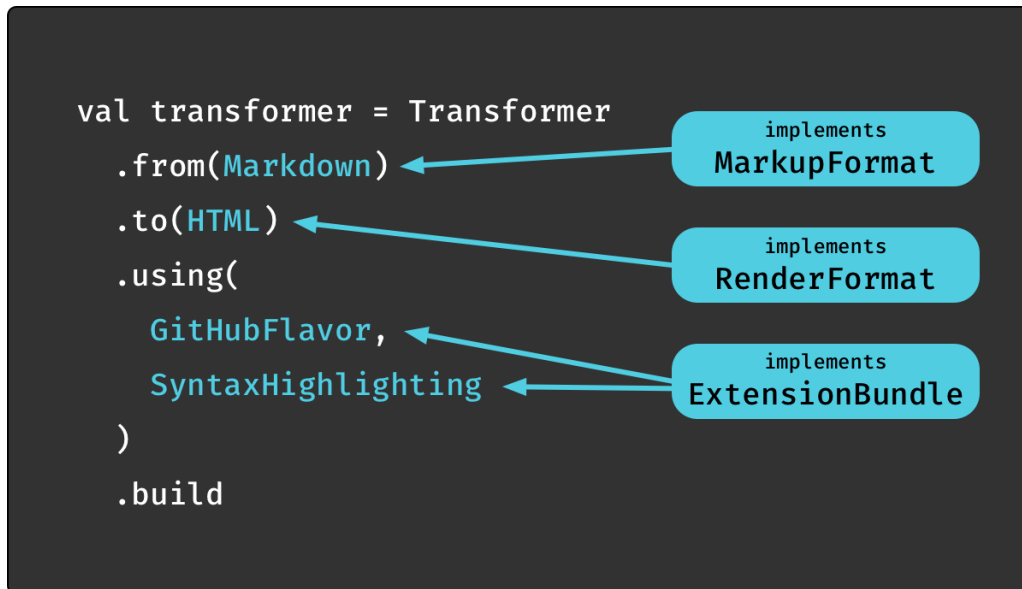 val transformer = Transformer
.from(Markdown)
.to(HTML)
.using(
GitHubFlavor,
SyntaxHighlighting
)
.build
implements
MarkupFormat
implements
RenderFormat
implements
ExtensionBundle